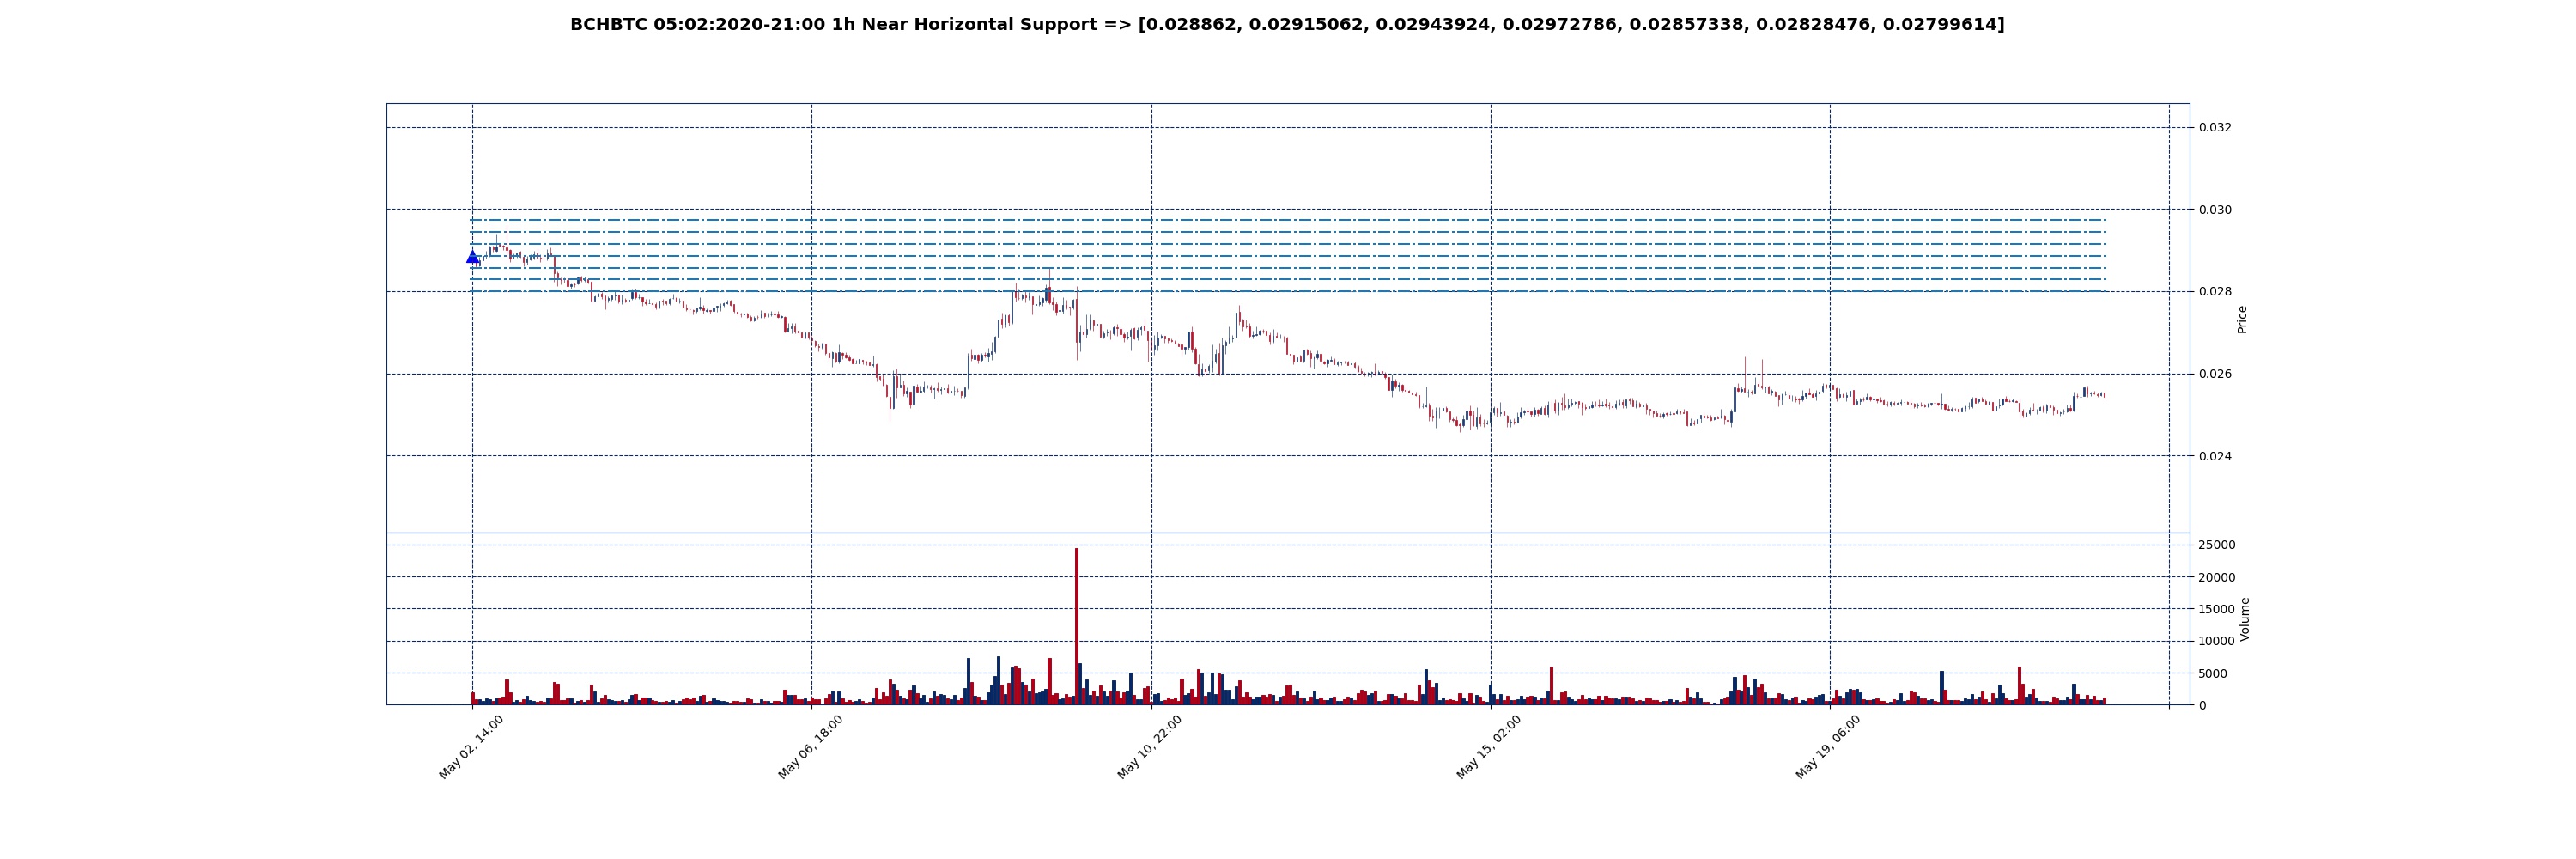 BCHBTC 05:02:2020-21:00 1h Near Horizontal Support => [0.028862, 0.02915062, 0.02943924, 0.02972786, 0.02857338, 0.02828476, 0.02799614]
0.032
0.030
0.028
0.026
0.024
Price
25000
20000
15000
10000
5000
0
Volume
May 02, 14:00
May 06, 18:00
May 10, 22:00
May 15, 02:00
May 19, 06:00